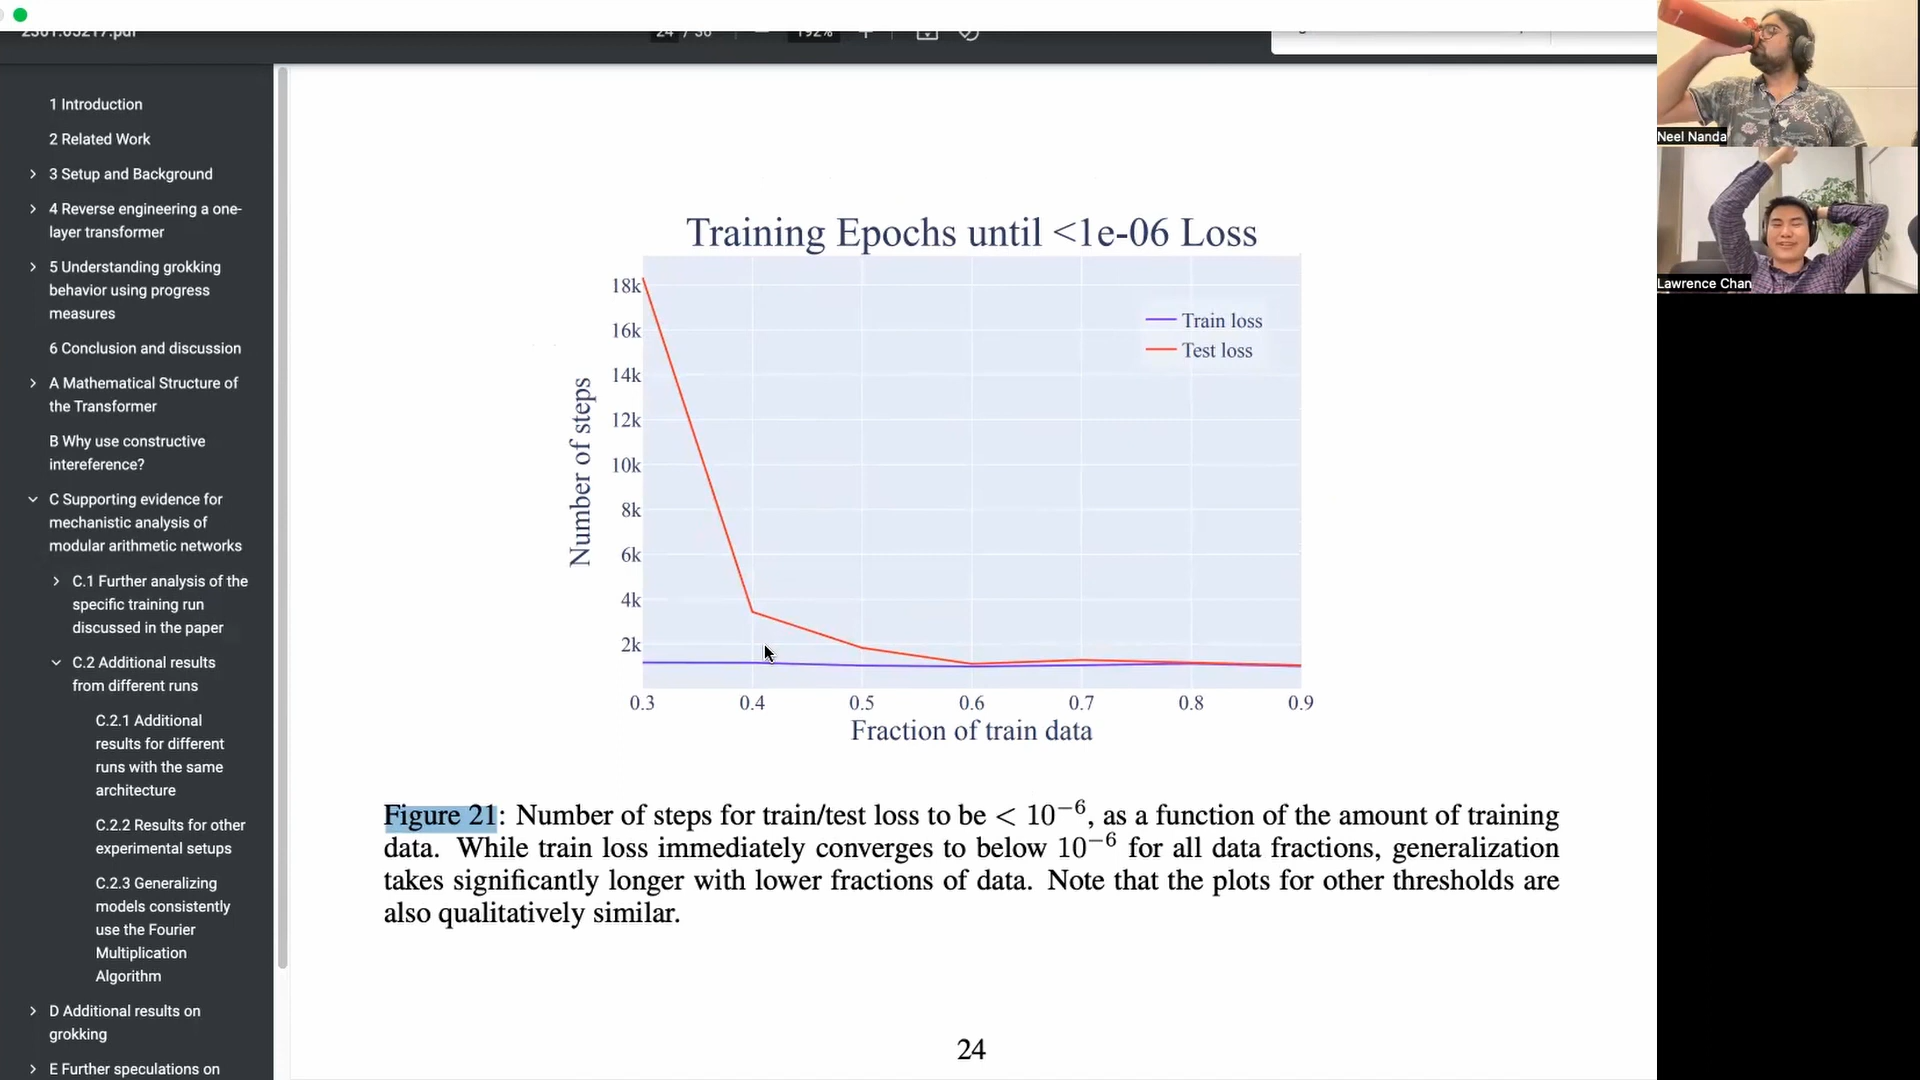 2301.05217.pdf
24 / 36
192%
1 Introduction
2 Related Work
3 Setup and Background
4 Reverse engineering a one-
layer transformer
5 Understanding grokking
behavior using progress
measures
6 Conclusion and discussion
A Mathematical Structure of
the Transformer
B Why use constructive
intereference?
C Supporting evidence for
mechanistic analysis of
modular arithmetic networks
C.1 Further analysis of the
specific training run
discussed in the paper
C.2 Additional results
from different runs
C.2.1 Additional
results for different
runs with the same
architecture
C.2.2 Results for other
experimental setups
C.2.3 Generalizing
models consistently
use the Fourier
Multiplication
Algorithm
D Additional results on
grokking
E Further speculations on
Training Epochs until <1e-06 Loss
Number of steps
18k
16k
14k
12k
10k
8k
6k
4k
2k
Train loss
Test loss
0.3 0.4 0.5 0.6 0.7 0.8 0.9
Fraction of train data
Figure 21: Number of steps for train/test loss to be < 10⁻⁶, as a function of the amount of training
data. While train loss immediately converges to below 10⁻⁶ for all data fractions, generalization
takes significantly longer with lower fractions of data. Note that the plots for other thresholds are
also qualitatively similar.
24
Neel Nanda
Lawrence Chan